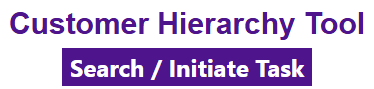 Customer Hierarchy Tool
Search / Initiate Task